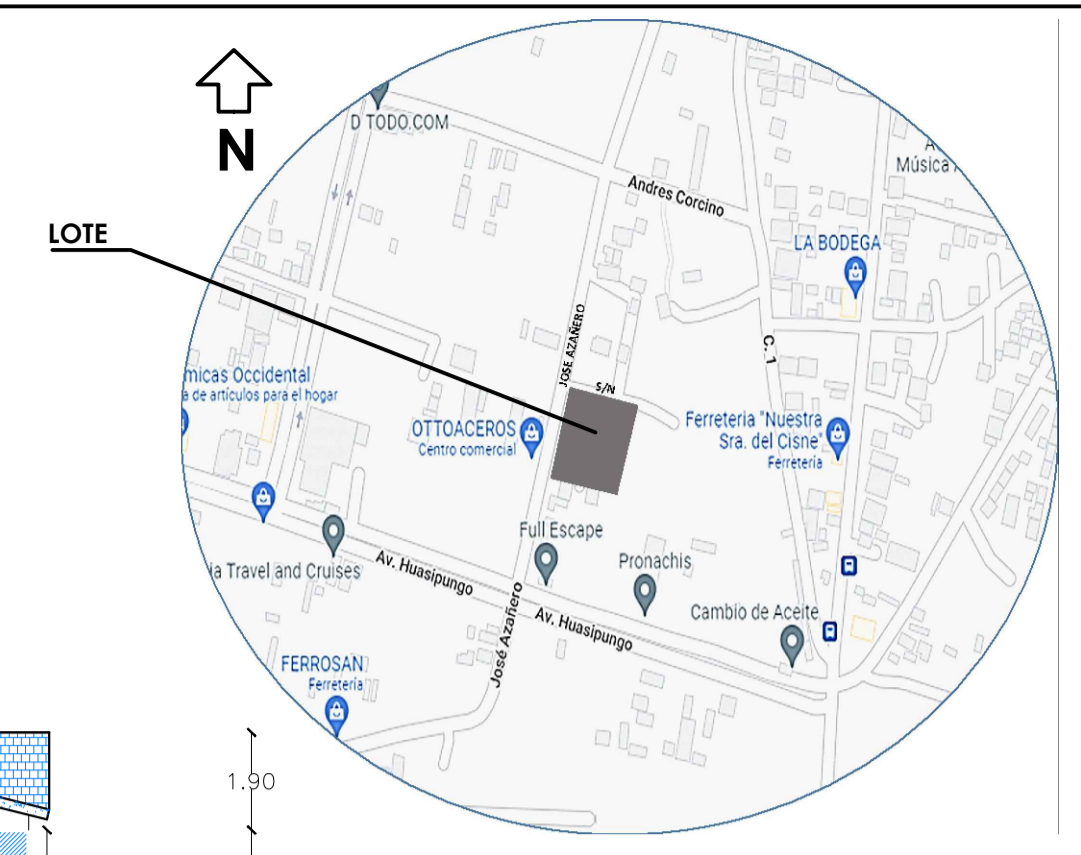 N
D TODO.COM
Música
Andres Corcino
LOTE
LA BODEGA
JOSE AZAÑERO
C. 1
S/N
micas Occidental
a de artículos para el hogar
OTTOACEROS
Centro comercial
Ferreteria "Nuestra
Sra. del Cisne"
Ferretería
Full Escape
Pronachis
la Travel and Cruises
Av. Huasipungo
Av. Huasipungo
Cambio de Aceite
José Azañero
FERROSAN
Ferretería
1.90